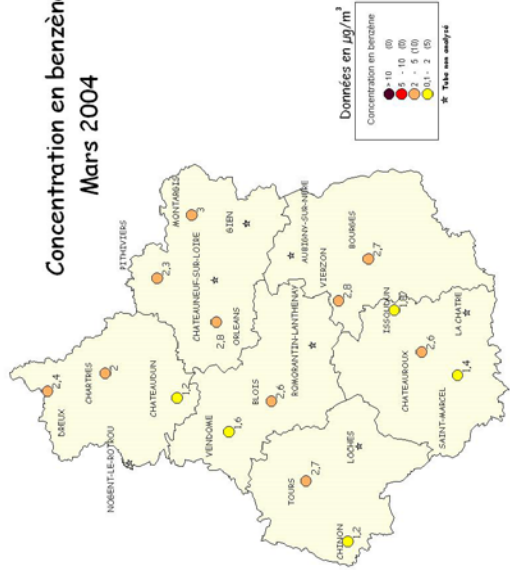 Concentration en benzèn
Mars 2004
Données en µg/m³
Concentration en benzène
> 10 (0)
5 - 10 (0)
2 - 5 (10)
0,1 - 2 (5)
Tube non analysé
DREUX
2,4
CHARTRES
2
NOGENT-LE-ROTROU
CHATEAUDUN
1,2
PITHIVIERS
2,3
MONTARGIS
3
CHATEAUNEUF-SUR-LOIRE
GIEN
2,8
ORLEANS
VENDOME
1,6
BLOIS
2,6
ROMORANTIN-LANTHENAY
AUBIGNY-SUR-NERE
VIERZON
2,8
BOURGES
2,7
TOURS
2,7
LOCHES
CHINON
1,2
ISSOUDUN
CHATEAUROUX
2,6
LA CHATRE
SAINT-MARCEL
1,4